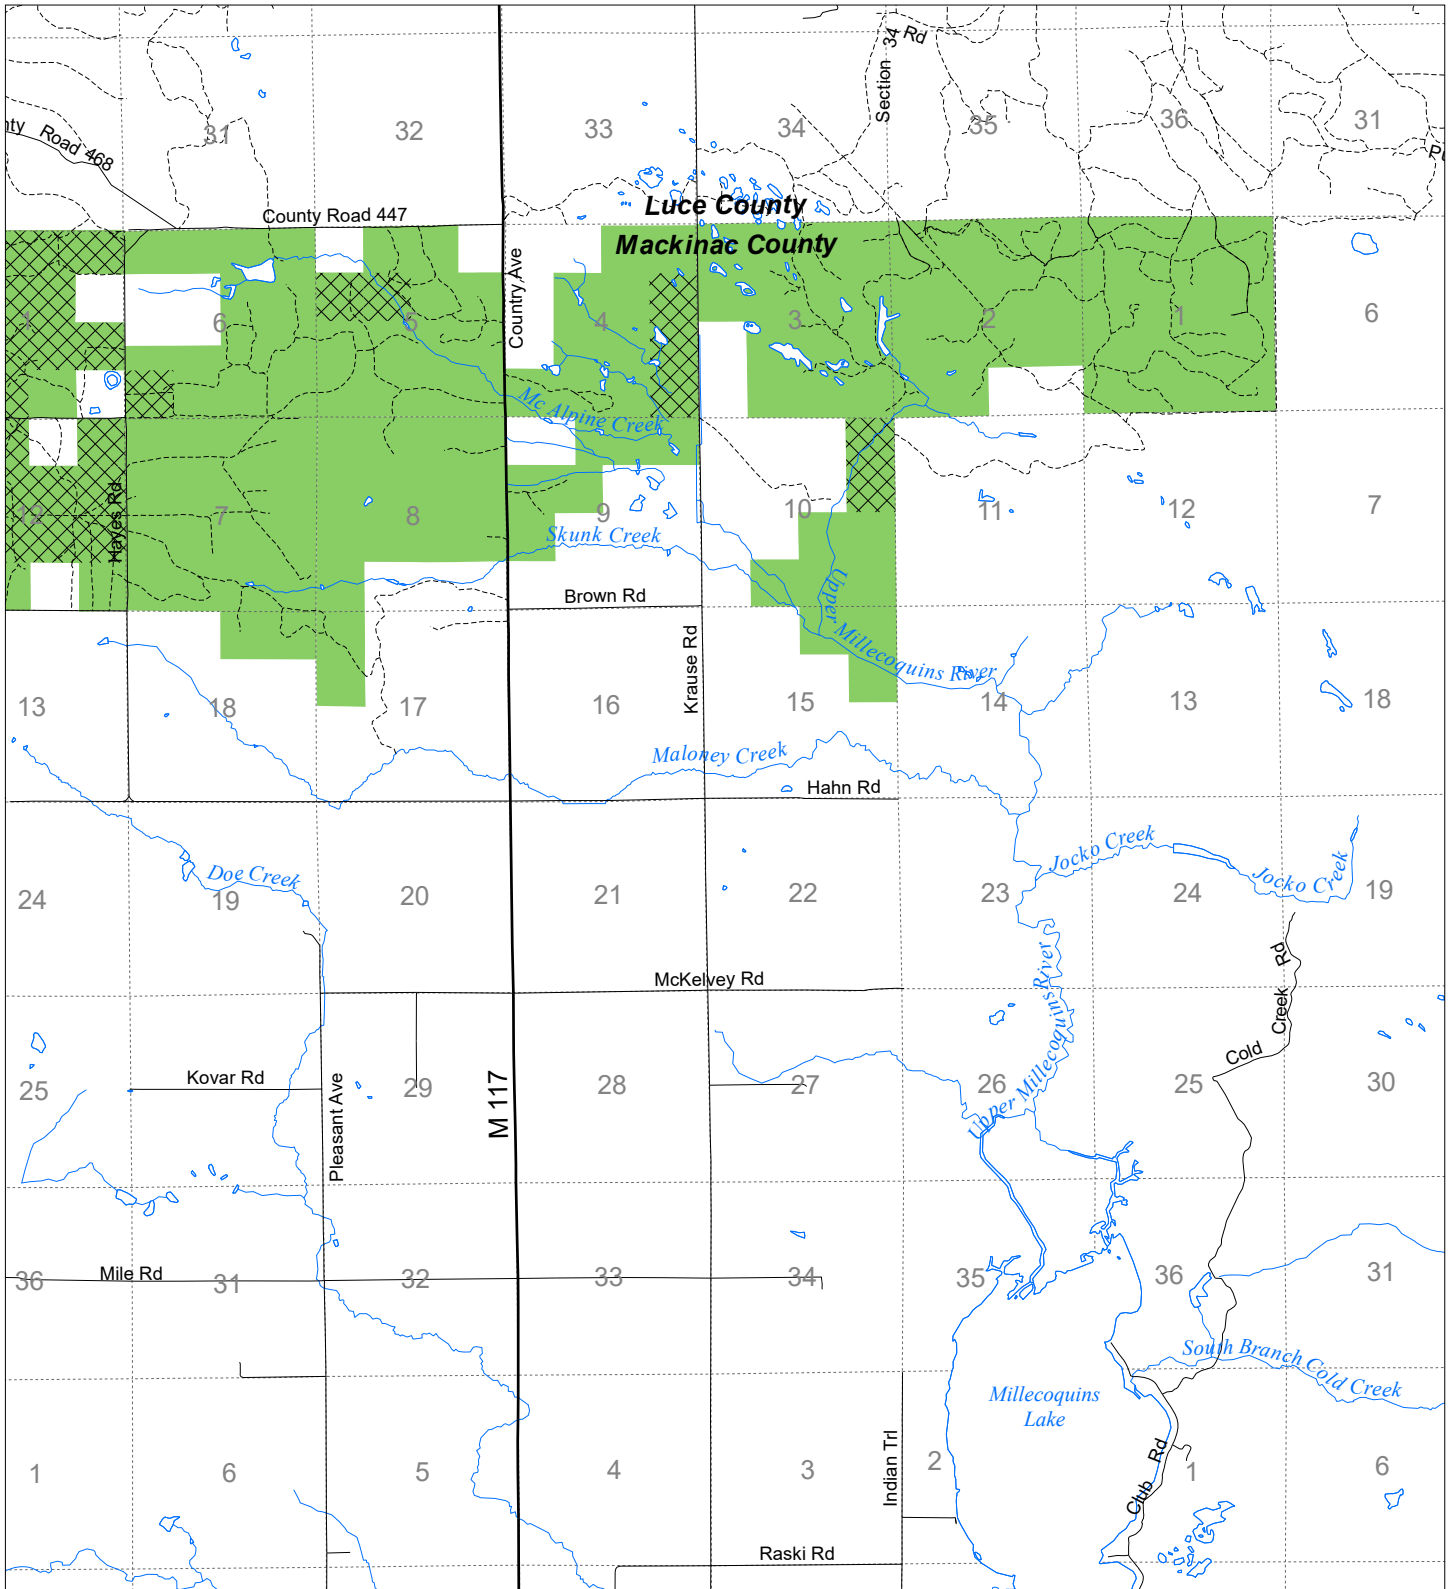 Section 34 Rd
31
32
33
34
35
36
31
nty Road 468
County Road 447
Luce County
Mackinac County
Country Ave
1
6
5
4
3
2
1
6
Mc Alpine Creek
Hayes Rd
12
7
8
9
10
11
12
7
Skunk Creek
Brown Rd
Upper Millecoquins River
Krause Rd
13
18
17
16
15
14
13
18
Maloney Creek
Hahn Rd
Doe Creek
Jocko Creek
Jocko Creek
24
19
20
21
22
23
24
19
McKelvey Rd
Upper Millecoquins River
Cold Creek Rd
Kovar Rd
Pleasant Ave
M 117
25
29
28
27
26
25
30
Mile Rd
36
31
32
33
34
35
36
31
South Branch Cold Creek
Millecoquins
Lake
Indian Trl
Club Rd
1
6
5
4
3
2
1
6
Raski Rd